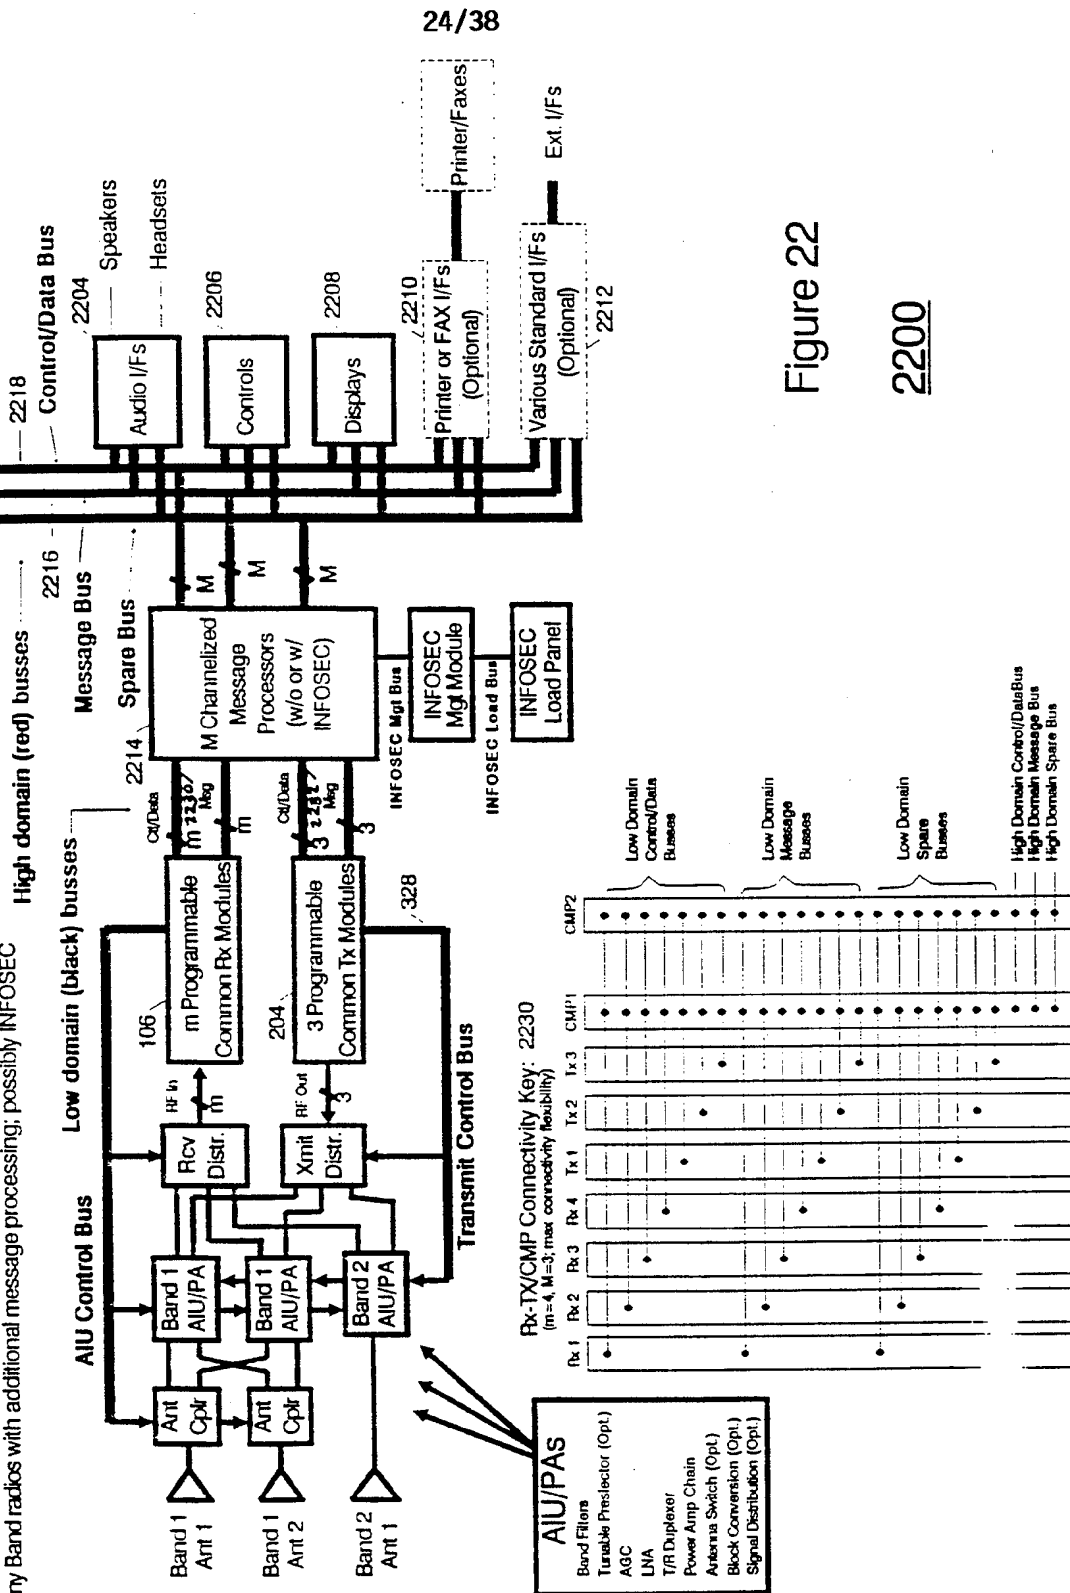 24/38
ny Band radios with additional message processing; possibly INFOSEC
High domain (red) busses
2218
2216
Control/Data Bus
Message Bus
Spare Bus
Low domain (black) busses
AIU Control Bus
Transmit Control Bus
Band 1
Ant 1
Band 1
Ant 2
Band 2
Ant 1
Ant
Cplr
Ant
Cplr
Band 1
AIU/PA
Band 1
AIU/PA
Band 2
AIU/PA
Rcv
Distr.
Xmit
Distr.
RF In
m
RF Out
3
106
m Programmable
Common Rx Modules
204
3 Programmable
Common Tx Modules
328
Ctl/Data
m
2230
Msg
m
Ctl/Data
3
2232
Msg
3
2214
M Channelized
Message
Processors
(w/o or w/
INFOSEC)
M
M
M
INFOSEC Mgt Bus
INFOSEC
Mgt Module
INFOSEC Load Bus
INFOSEC
Load Panel
2204
Audio I/Fs
Speakers
Headsets
2206
Controls
2208
Displays
2210
Printer or FAX I/Fs
(Optional)
Printer/Faxes
Various Standard I/Fs
(Optional)
2212
Ext. I/Fs
AIU/PAs
Band Filters
Tunable Preslector (Opt.)
AGC
LNA
T/R Duplexer
Power Amp Chain
Antenna Switch (Opt.)
Block Conversion (Opt.)
Signal Distribution (Opt.)
Rx-TX/CMP Connectivity Key: 2230
(m=4, M=3; max connectivity flexibility)
Rx 1
Rx 2
Rx 3
Rx 4
Tx 1
Tx 2
Tx 3
CMP1
CMP2
Low Domain
Control/Data
Busses
Low Domain
Message
Busses
Low Domain
Spare
Busses
High Domain Control/DataBus
High Domain Message Bus
High Domain Spare Bus
Figure 22
2200